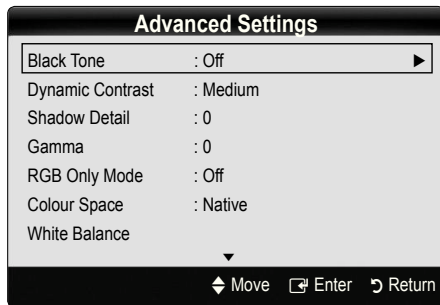 Advanced Settings
Black Tone : Off ►
Dynamic Contrast : Medium
Shadow Detail : 0
Gamma : 0
RGB Only Mode : Off
Colour Space : Native
White Balance
▼
Move Enter Return